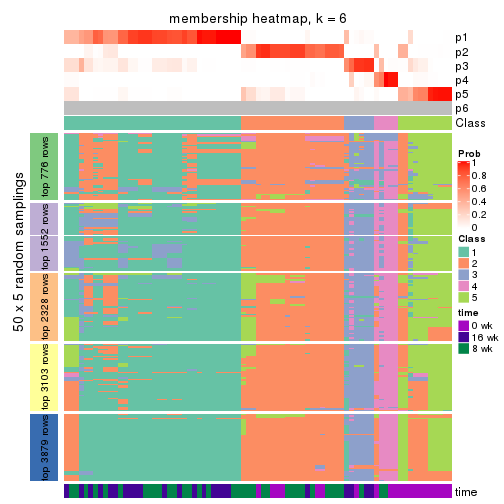 membership heatmap, k = 6
p1
p2
p3
p4
p5
p6
Class
50 x 5 random samplings
top 776 rows
top 1552 rows
top 2328 rows
top 3103 rows
top 3879 rows
time
Prob
1
0.8
0.6
0.4
0.2
0
Class
1
2
3
4
5
time
0 wk
16 wk
8 wk